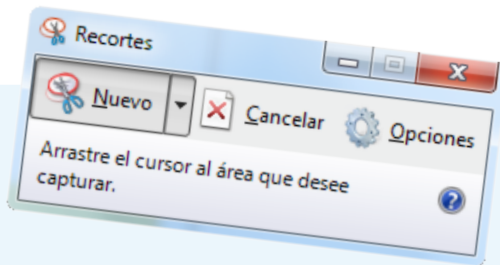 Recortes
Nuevo Cancelar Opciones
Arrastre el cursor al área que desee
capturar.
?